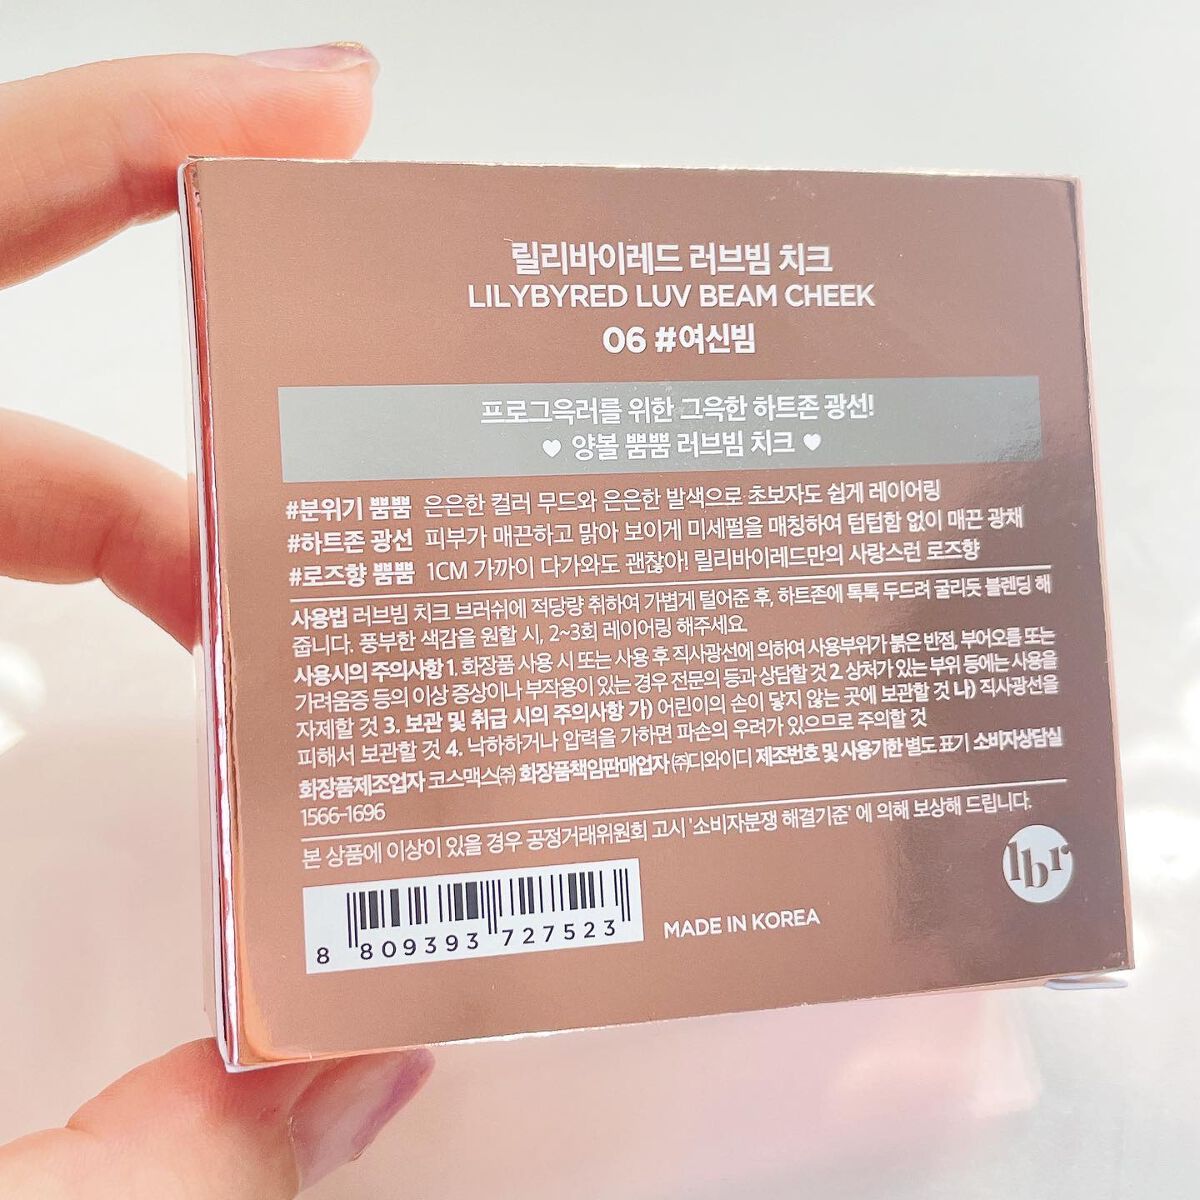 릴리바이레드 러브빔 치크
LILYBYRED LUV BEAM CHEEK
06 #여신빔
프로그윽러를 위한 그윽한 하트존 광선!
♥ 양볼 뿜뿜 러브빔 치크 ♥
#분위기 뿜뿜 은은한 컬러 무드와 은은한 발색으로 초보자도 쉽게 레이어링
#하트존 광선 피부가 매끈하고 맑아 보이게 미세펄을 매칭하여 텁텁함 없이 매끈 광채
#로즈향 뿜뿜 1CM 가까이 다가와도 괜찮아! 릴리바이레드만의 사랑스런 로즈향
사용법 러브빔 치크 브러쉬에 적당량 취하여 가볍게 털어준 후, 하트존에 톡톡 두드려 굴리듯 블렌딩 해
줍니다. 풍부한 색감을 원할 시, 2~3회 레이어링 해주세요.
사용시의 주의사항 1. 화장품 사용 시 또는 사용 후 직사광선에 의하여 사용부위가 붉은 반점, 부어오름 또는
가려움증 등의 이상 증상이나 부작용이 있는 경우 전문의 등과 상담할 것 2. 상처가 있는 부위 등에는 사용을
자제할 것 3. 보관 및 취급 시의 주의사항 가) 어린이의 손이 닿지 않는 곳에 보관할 것 나) 직사광선을
피해서 보관할 것 4. 낙하하거나 압력을 가하면 파손의 우려가 있으므로 주의할 것
화장품제조업자 코스맥스㈜ 화장품책임판매업자 ㈜디와이디 제조번호 및 사용기한 별도 표기 소비자상담실
1566-1696
본 상품에 이상이 있을 경우 공정거래위원회 고시 '소비자분쟁 해결기준' 에 의해 보상해 드립니다.
lbr
8 809393 727523
MADE IN KOREA